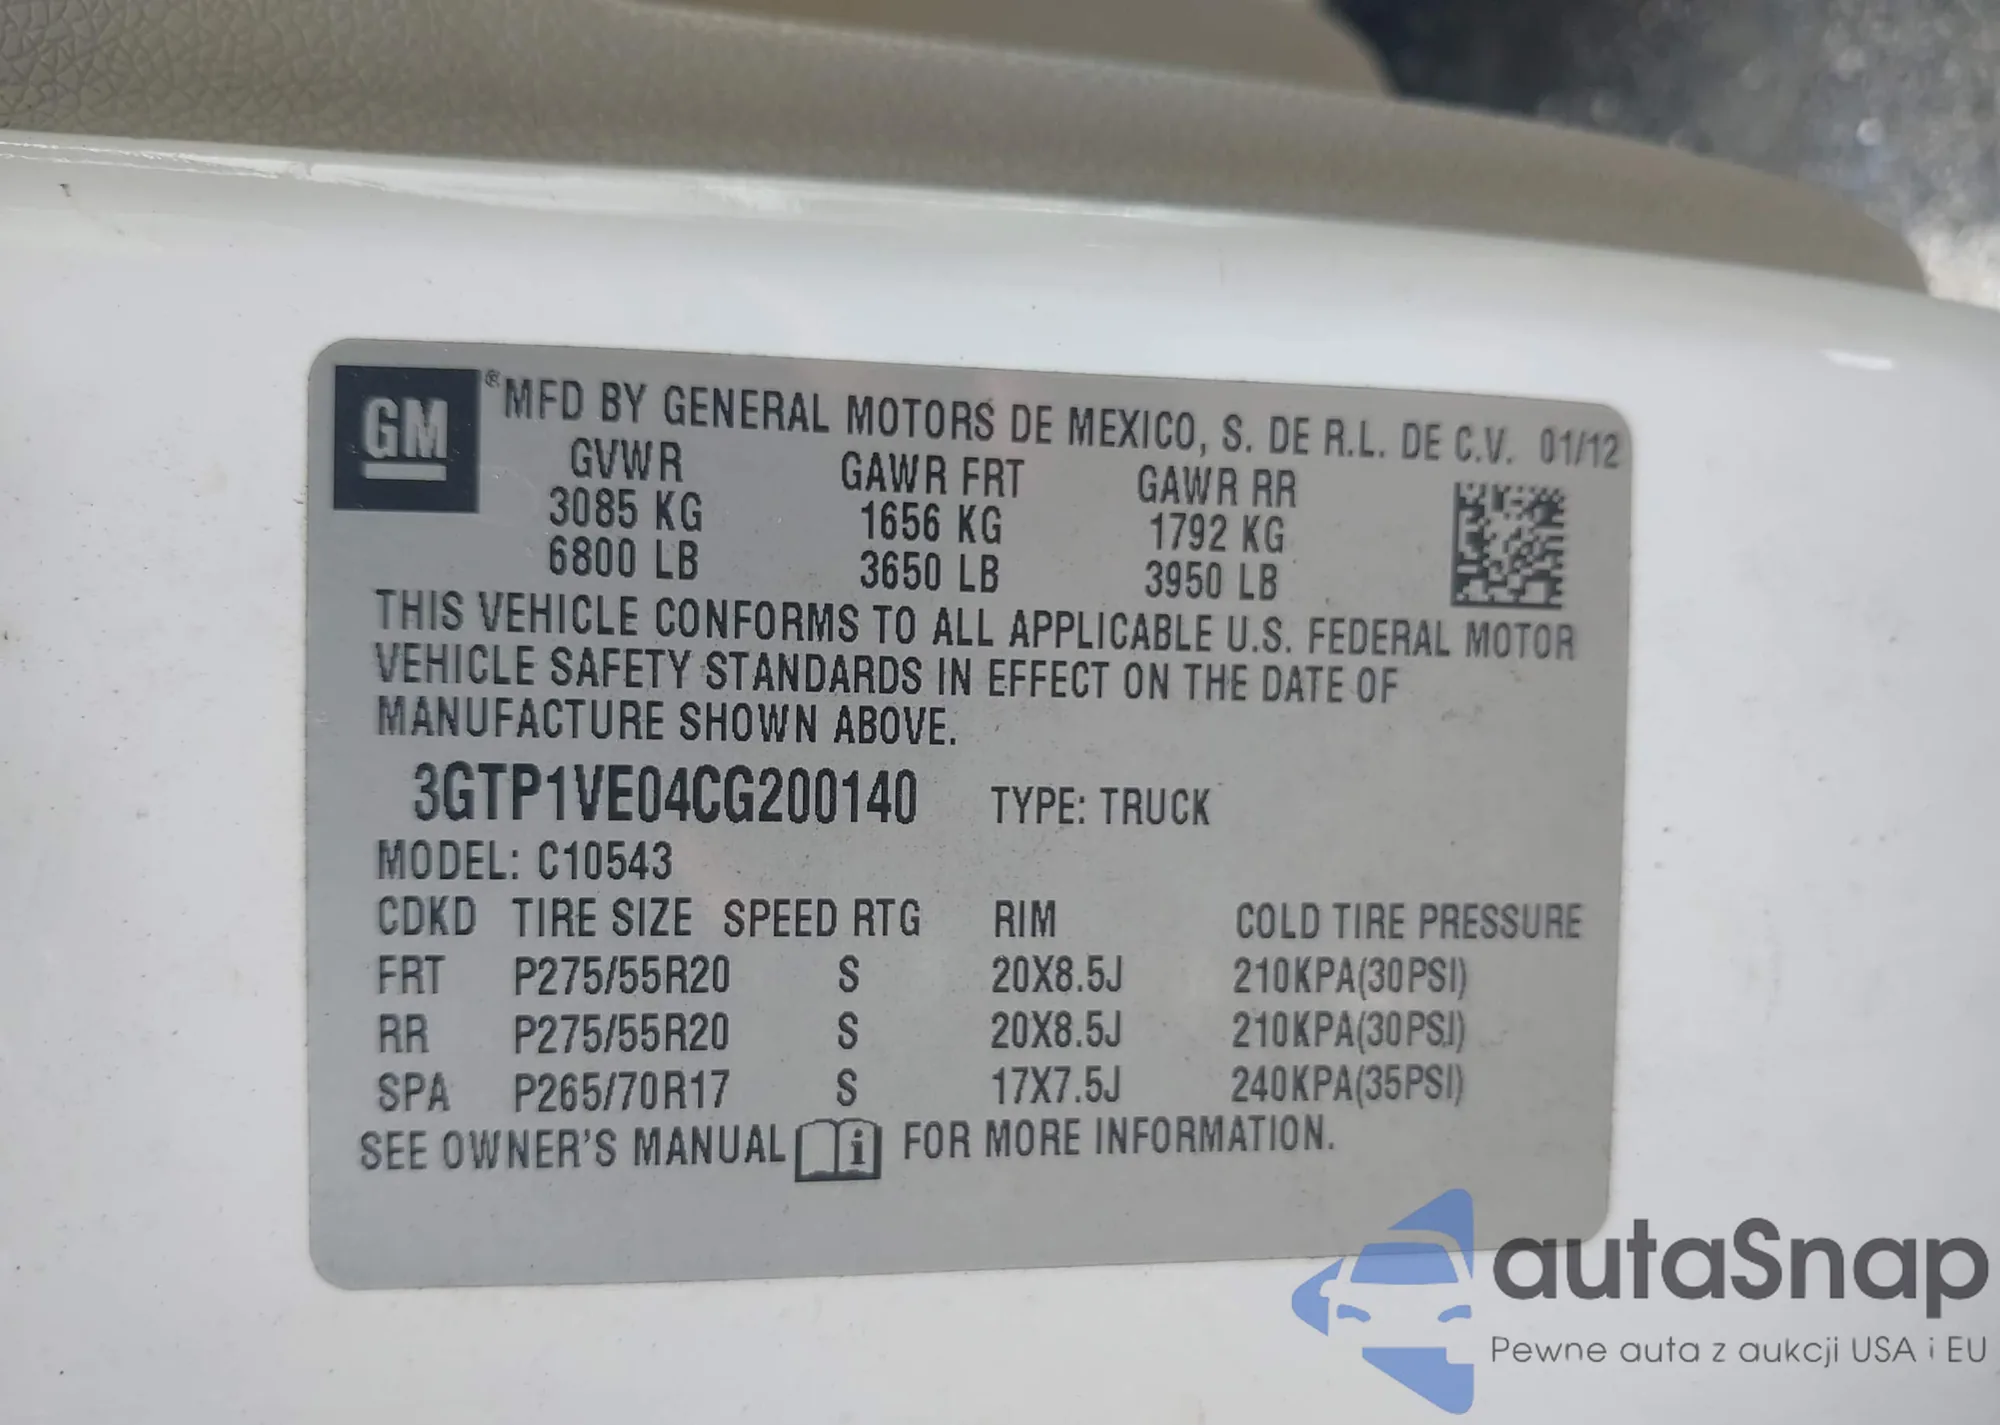 GM ® MFD BY GENERAL MOTORS DE MEXICO, S. DE R.L. DE C.V. 01/12
GVWR GAWR FRT GAWR RR
3085 KG 1656 KG 1792 KG
6800 LB 3650 LB 3950 LB
THIS VEHICLE CONFORMS TO ALL APPLICABLE U.S. FEDERAL MOTOR
VEHICLE SAFETY STANDARDS IN EFFECT ON THE DATE OF
MANUFACTURE SHOWN ABOVE.
3GTP1VE04CG200140 TYPE: TRUCK
MODEL: C10543
CDKD TIRE SIZE SPEED RTG RIM COLD TIRE PRESSURE
FRT P275/55R20 S 20X8.5J 210KPA(30PSI)
RR P275/55R20 S 20X8.5J 210KPA(30PSI)
SPA P265/70R17 S 17X7.5J 240KPA(35PSI)
SEE OWNER'S MANUAL i FOR MORE INFORMATION.
autaSnap
Pewne auta z aukcji USA i EU